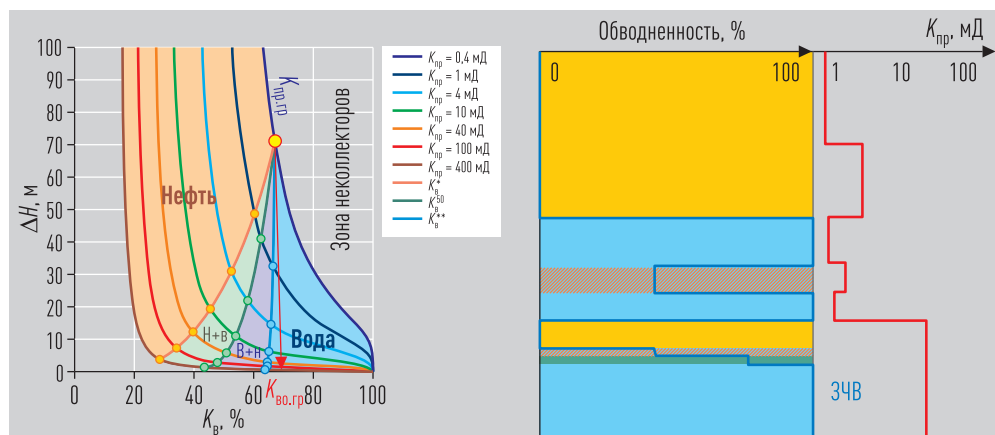 100
90
80
70
60
50
40
30
20
10
0
ΔH, м
0
20
40
60
80
100
Kв, %
Kво.гр
Kпр.гр
Нефть
Н+в
В+н
Вода
Зона неколлекторов
Kпр = 0,4 мД
Kпр = 1 мД
Kпр = 4 мД
Kпр = 10 мД
Kпр = 40 мД
Kпр = 100 мД
Kпр = 400 мД
Kв*
Kв50
Kв**
Обводненность, %
Kпр, мД
0
100
1
10
100
ЗЧВ